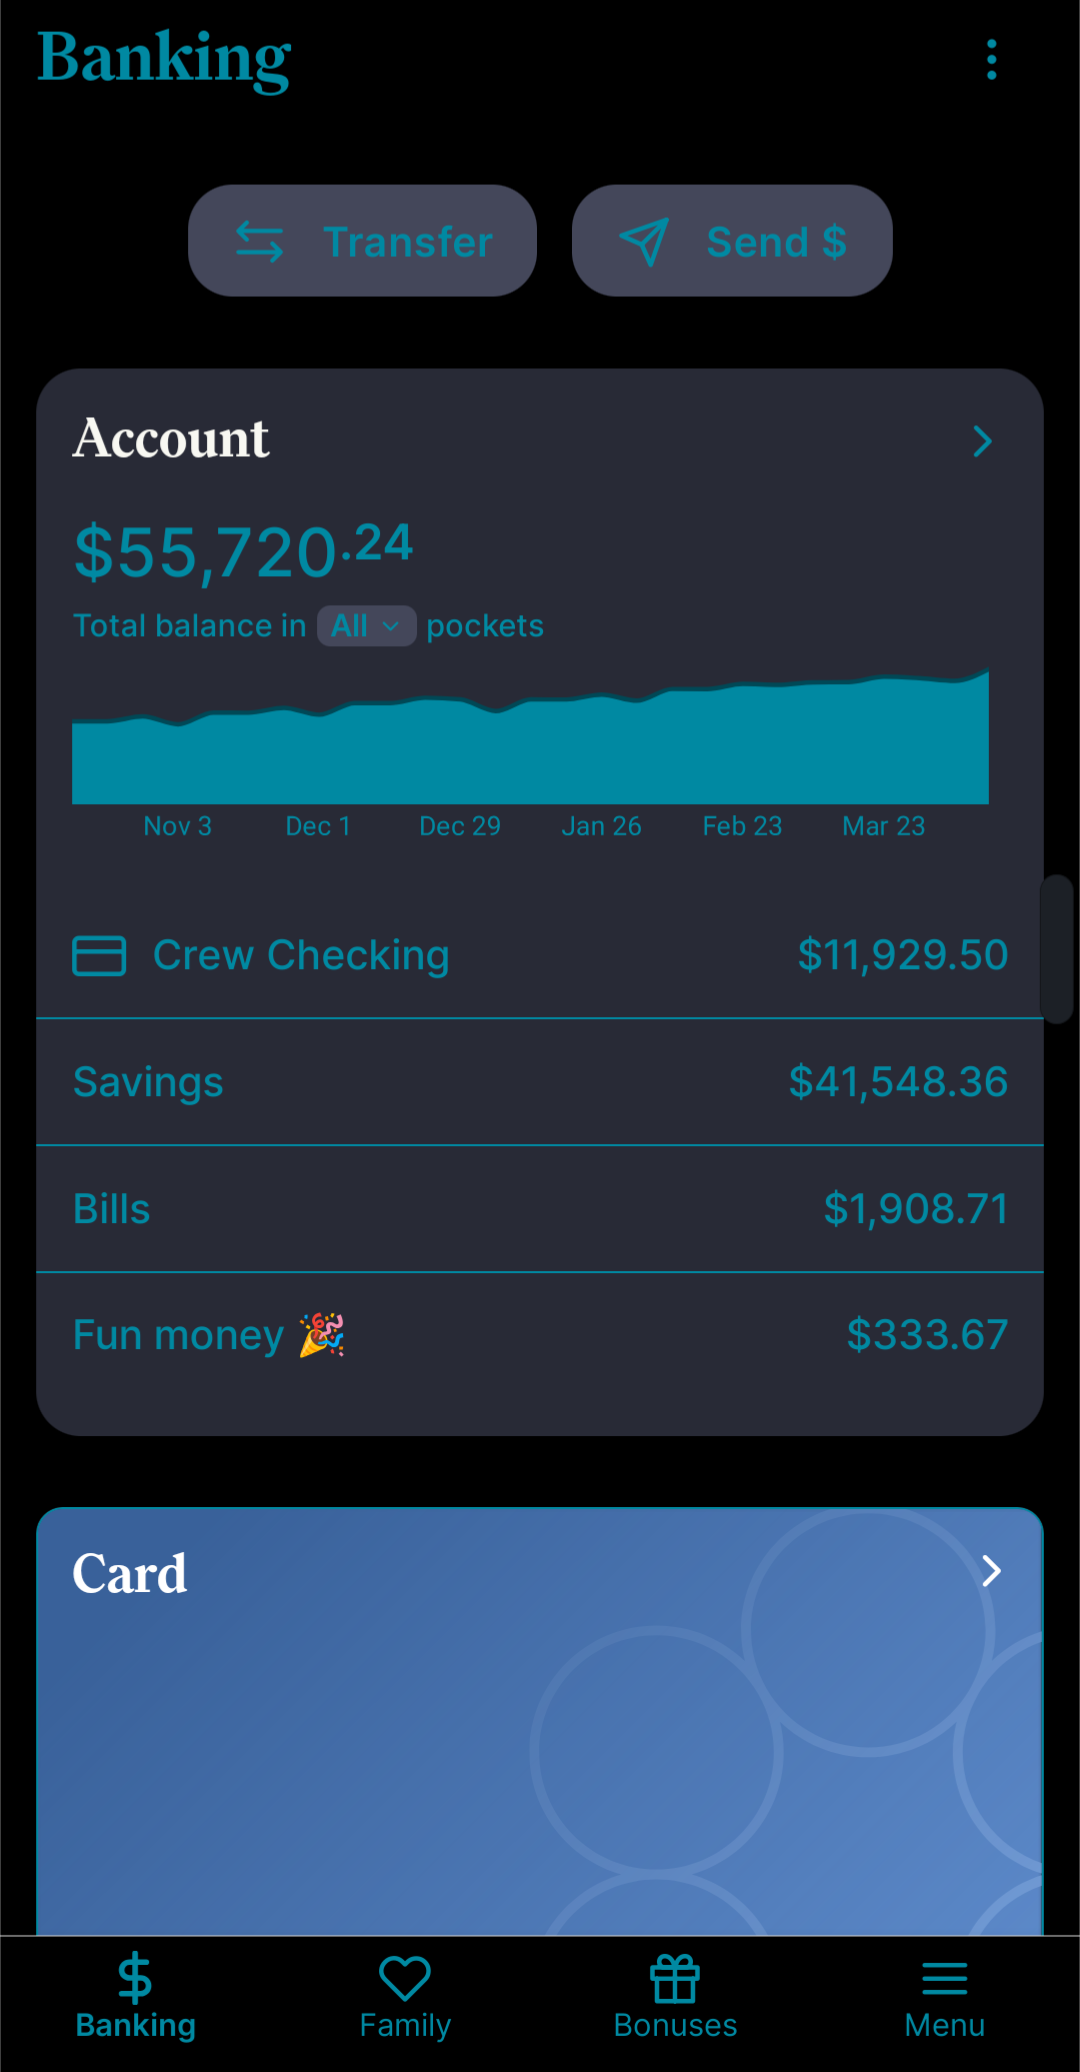 Banking
Transfer
Send $
Account
$55,720.24
Total balance in All pockets
Nov 3 Dec 1 Dec 29 Jan 26 Feb 23 Mar 23
Crew Checking $11,929.50
Savings $41,548.36
Bills $1,908.71
Fun money 🎉 $333.67
Card
Banking Family Bonuses Menu